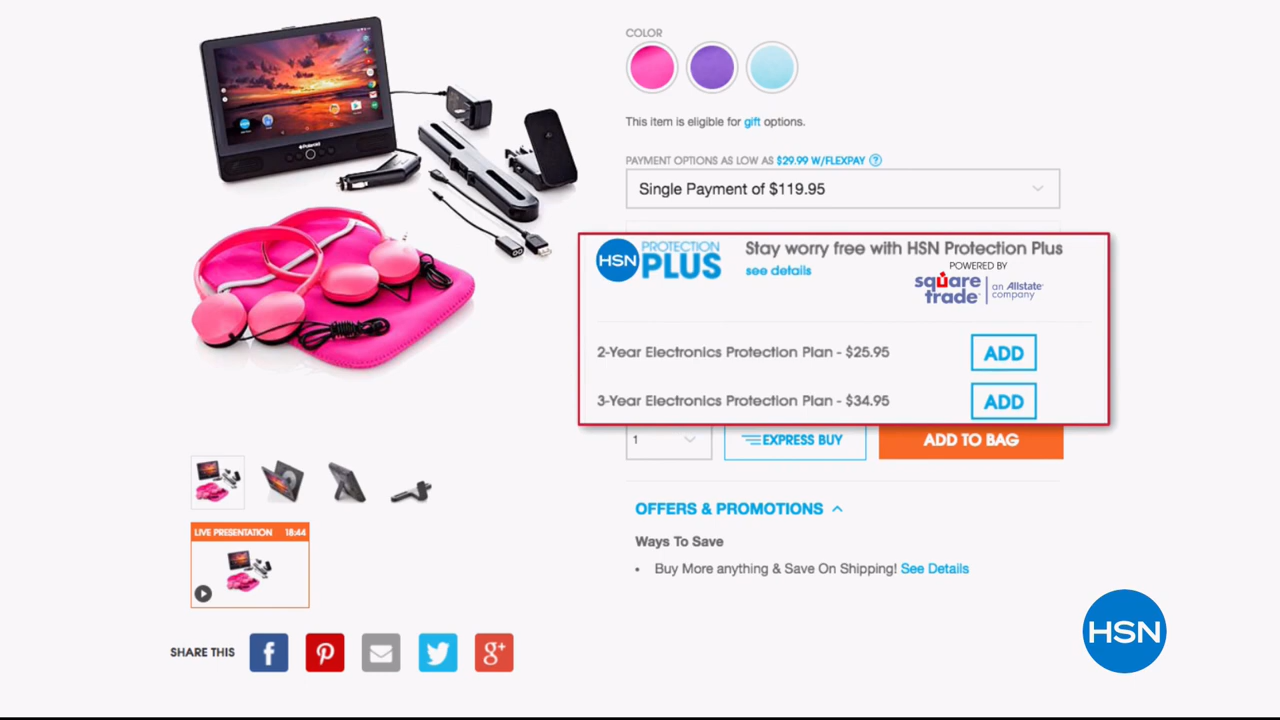 COLOR
This item is eligible for gift options.
PAYMENT OPTIONS AS LOW AS $29.99 W/FLEXPAY ?
Single Payment of $119.95
HSN PROTECTION PLUS
Stay worry free with HSN Protection Plus
see details
POWERED BY
square trade
an Allstate company
2-Year Electronics Protection Plan - $25.95
ADD
3-Year Electronics Protection Plan - $34.95
ADD
1
EXPRESS BUY
ADD TO BAG
OFFERS & PROMOTIONS
Ways To Save
• Buy More anything & Save On Shipping! See Details
Polaroid
LIVE PRESENTATION 18:44
SHARE THIS
f
g+
HSN